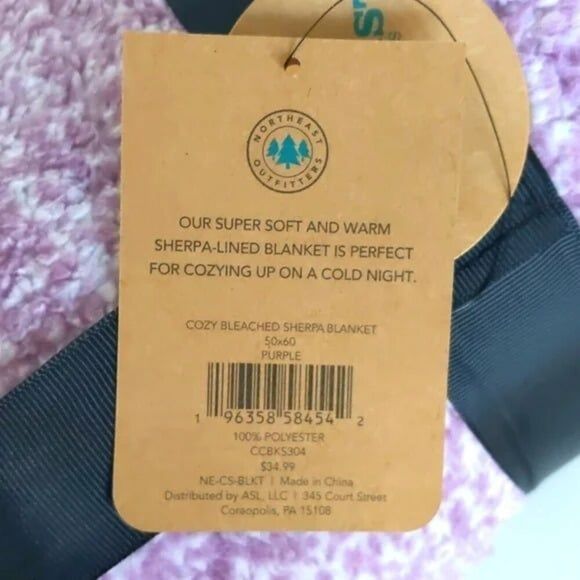 NORTHEAST
OUTFITTERS
OUR SUPER SOFT AND WARM
SHERPA-LINED BLANKET IS PERFECT
FOR COZYING UP ON A COLD NIGHT.
COZY BLEACHED SHERPA BLANKET
50x60
PURPLE
1 96358 58454 2
100% POLYESTER
CCBKS304
$34.99
NE-CS-BLKT | Made in China
Distributed by ASL, LLC | 345 Court Street
Coraopolis, PA 15108